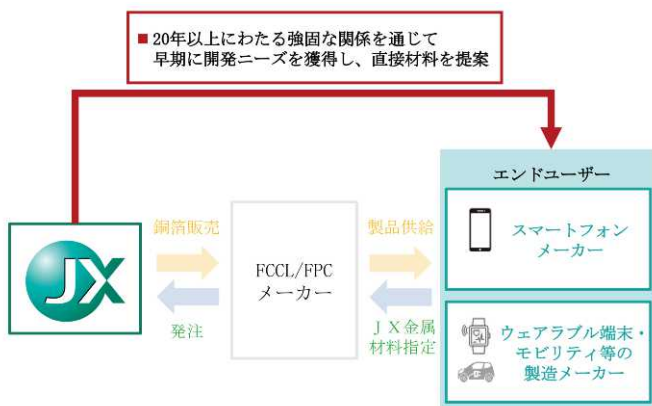 ■ 20年以上にわたる強固な関係を通じて
早期に開発ニーズを獲得し、直接材料を提案
エンドユーザー
JX
銅箔販売
発注
FCCL/FPC
メーカー
製品供給
ＪＸ金属
材料指定
スマートフォン
メーカー
ウェアラブル端末・
モビリティ等の
製造メーカー